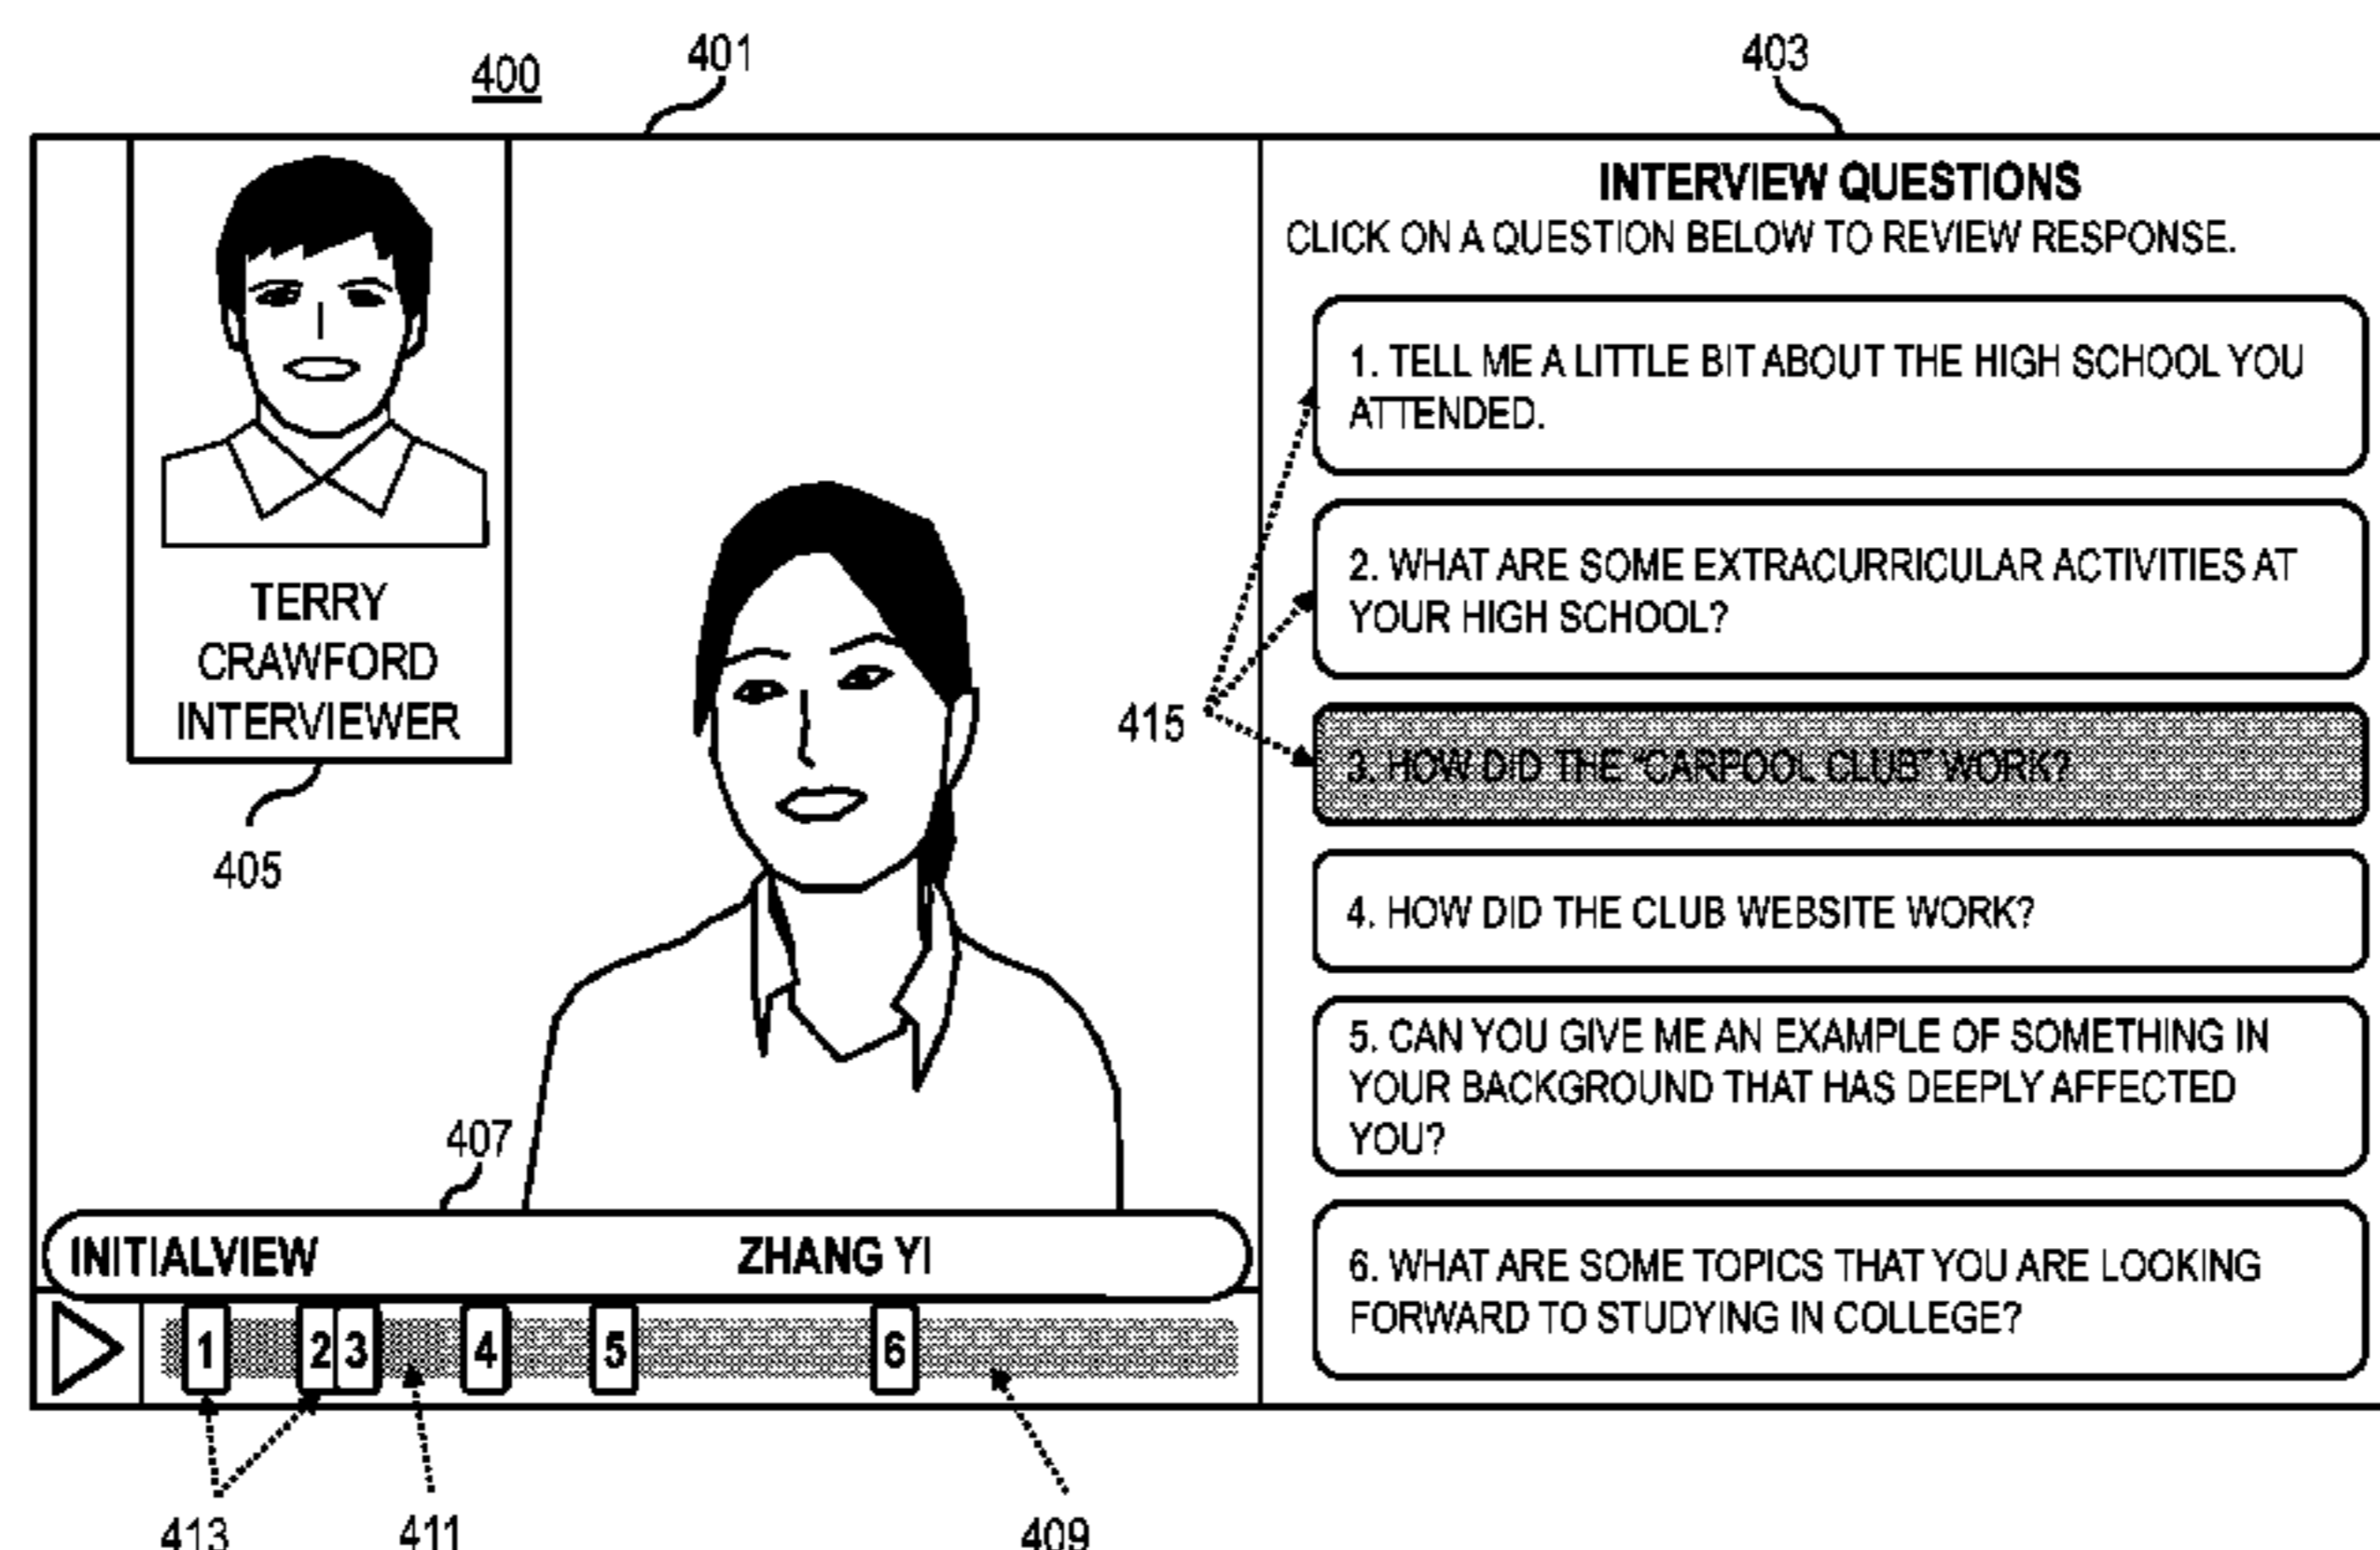 400
401
403
TERRY
CRAWFORD
INTERVIEWER
405
407
INITIALVIEW
ZHANG YI
1
2
3
4
5
6
413
411
409
INTERVIEW QUESTIONS
CLICK ON A QUESTION BELOW TO REVIEW RESPONSE.
1. TELL ME A LITTLE BIT ABOUT THE HIGH SCHOOL YOU
ATTENDED.
2. WHAT ARE SOME EXTRACURRICULAR ACTIVITIES AT
YOUR HIGH SCHOOL?
415
3. HOW DID THE "CARPOOL CLUB" WORK?
4. HOW DID THE CLUB WEBSITE WORK?
5. CAN YOU GIVE ME AN EXAMPLE OF SOMETHING IN
YOUR BACKGROUND THAT HAS DEEPLY AFFECTED
YOU?
6. WHAT ARE SOME TOPICS THAT YOU ARE LOOKING
FORWARD TO STUDYING IN COLLEGE?